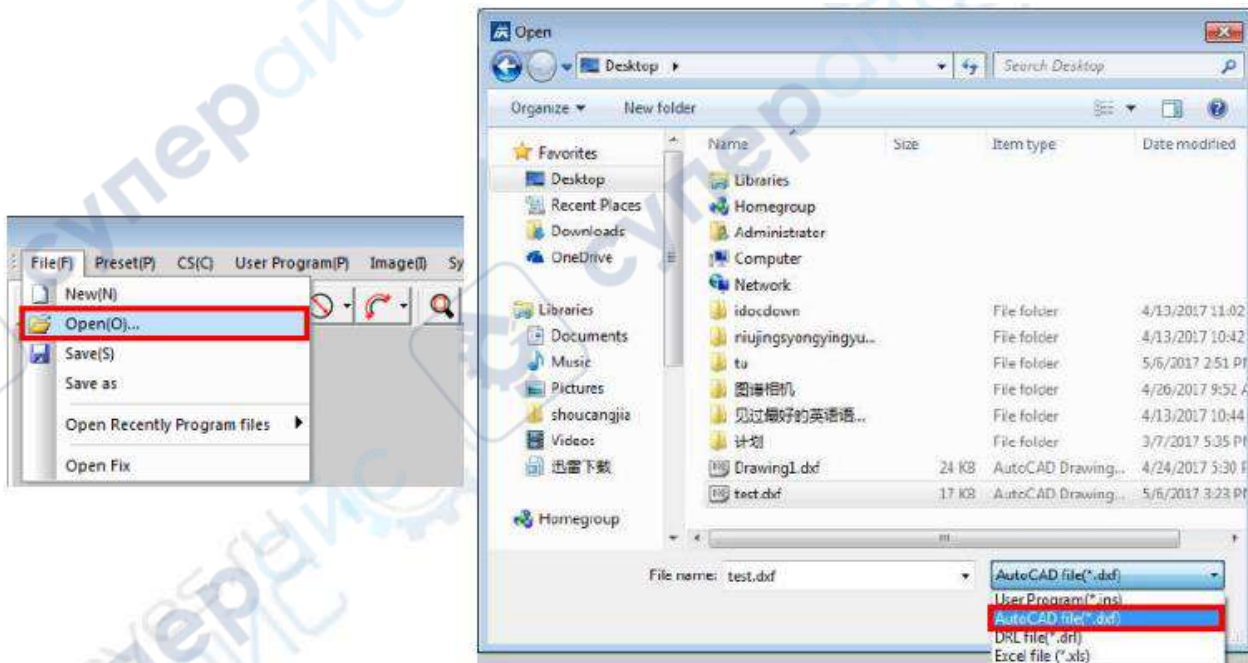 File(F) Preset(P) CS(C) User Program(P) Image(I) Sy
New(N)
Open(O)...
Save(S)
Save as
Open Recently Program files
Open Fix
Open
Desktop
Search Desktop
Organize New folder
Favorites
Desktop
Recent Places
Downloads
OneDrive
Libraries
Documents
Music
Pictures
shoucangjia
Videos
迅雷下载
Homegroup
Name Size Item type Date modified
Libraries
Homegroup
Administrator
Computer
Network
idocdown File folder 4/13/2017 11:02
niujingsyongyingyu... File folder 4/13/2017 10:42
tu File folder 5/6/2017 2:51 PM
图谱相机 File folder 4/26/2017 9:52 A
见过最好的英语语... File folder 4/13/2017 10:44
计划 File folder 3/7/2017 5:35 PM
Drawing1.dxf 24 KB AutoCAD Drawing... 4/24/2017 5:30 P
test.dxf 17 KB AutoCAD Drawing... 5/6/2017 3:23 PM
File name: test.dxf
AutoCAD file(*.dxf)
User Program(*.ins)
AutoCAD file(*.dxf)
DRL file(*.drl)
Excel file (*.xls)
суперайс